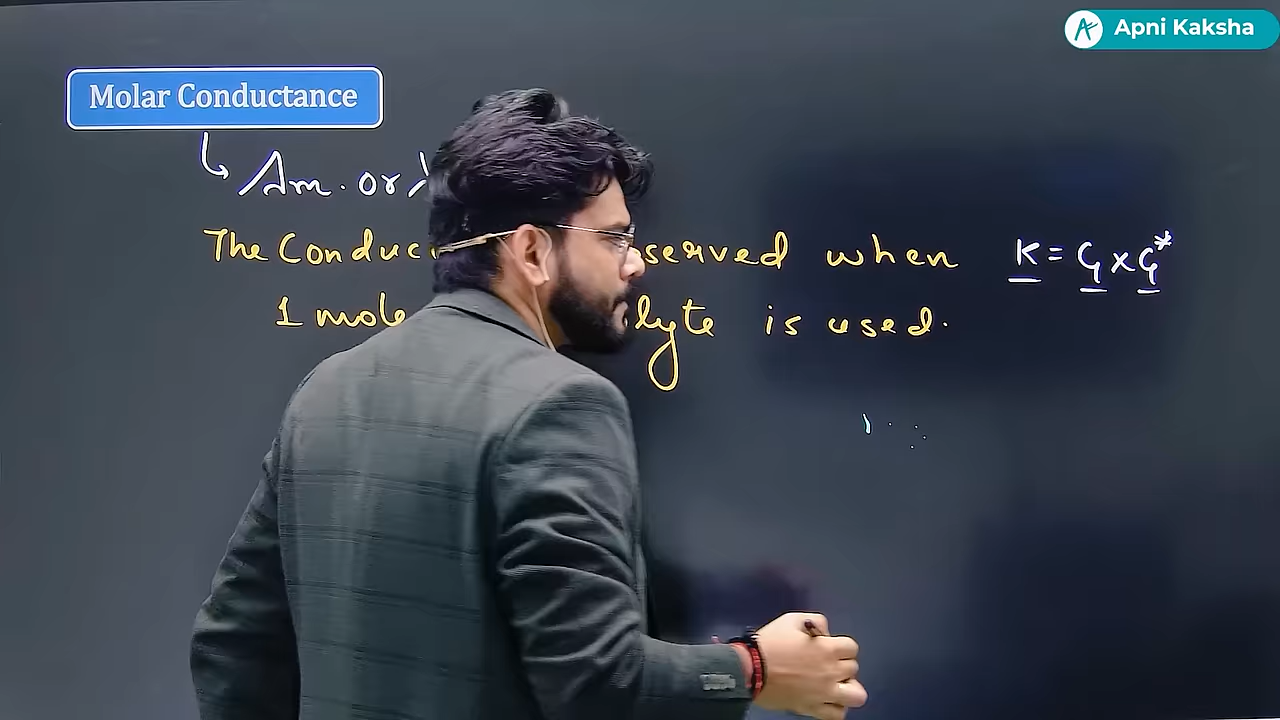 Apni Kaksha
Molar Conductance
Λm. or λ
The Conduc served when K = G × G*
1 mole lyte is used.